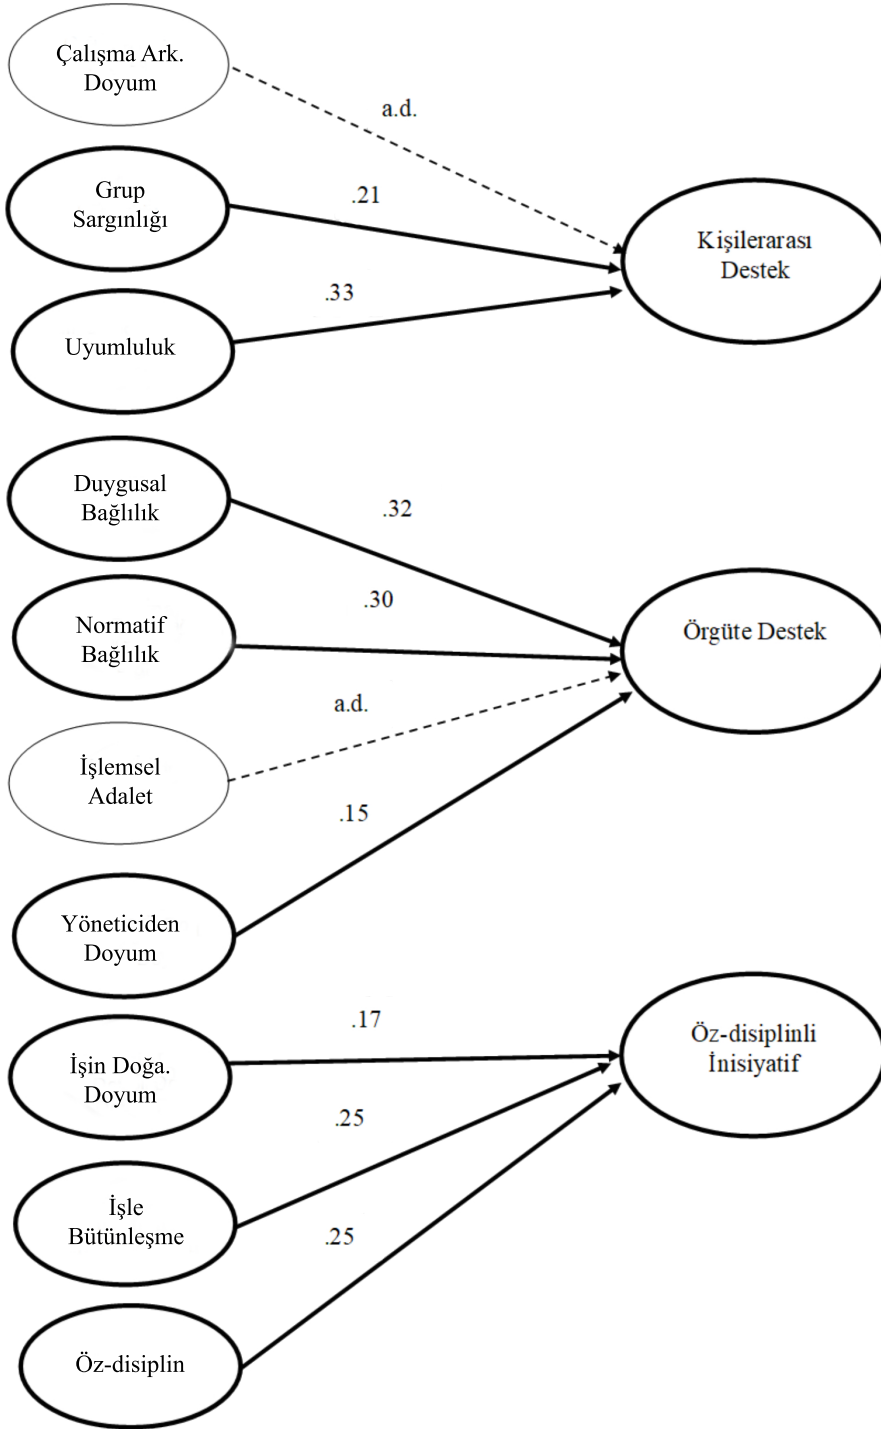 Çalışma Ark.
Doyum
a.d.
Grup
Sargınlığı
.21
Kişilerarası
Destek
.33
Uyumluluk
Duygusal
Bağlılık
.32
Normatif
Bağlılık
.30
Örgüte Destek
a.d.
İşlemsel
Adalet
.15
Yöneticiden
Doyum
.17
Öz-disiplinli
İnisiyatif
İşin Doğa.
Doyum
.25
İşle
Bütünleşme
.25
Öz-disiplin